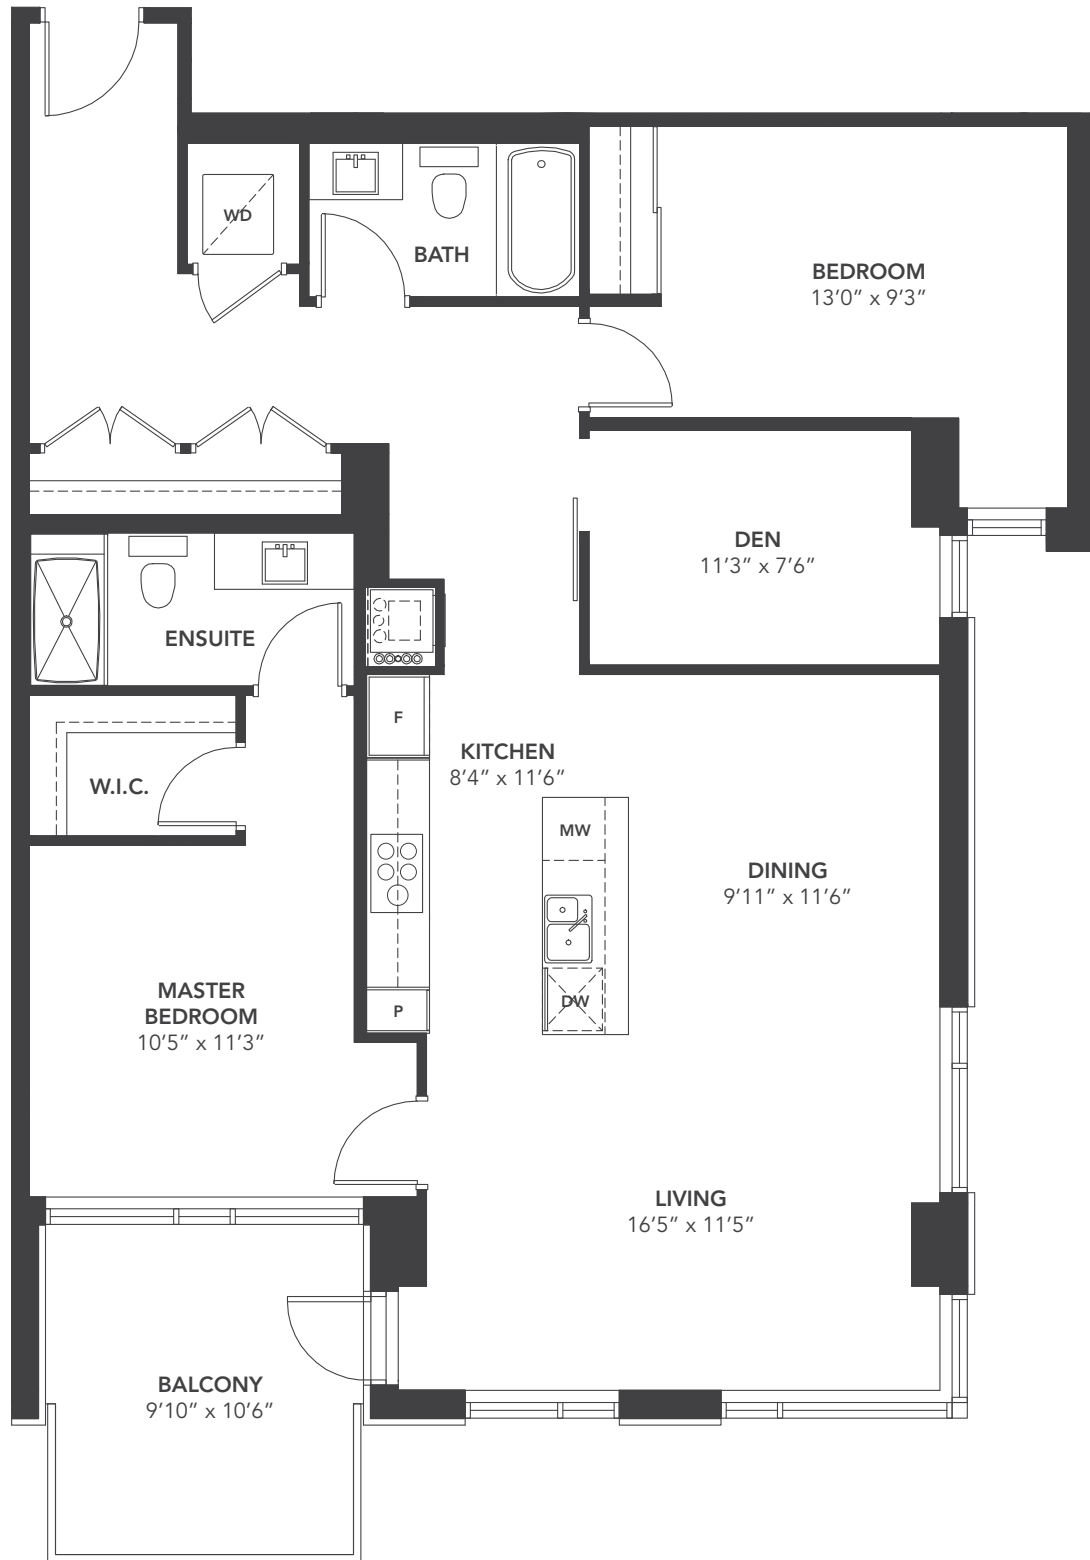 WD
BATH
BEDROOM
13’0” x 9’3”
DEN
11’3” x 7’6”
ENSUITE
F
KITCHEN
8’4” x 11’6”
W.I.C.
MW
DINING
9’11” x 11’6”
MASTER
BEDROOM
10’5” x 11’3”
P
DW
LIVING
16’5” x 11’5”
BALCONY
9’10” x 10’6”